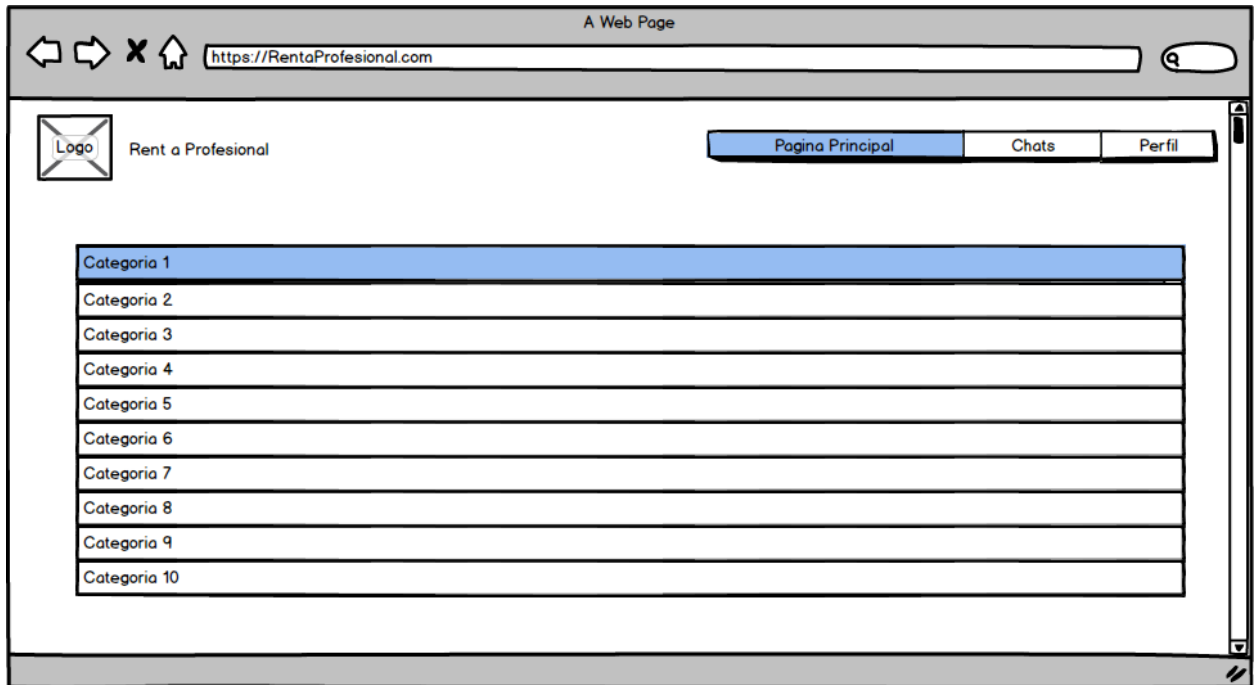 A Web Page
https://RentaProfesional.com
Logo
Rent a Profesional
Pagina Principal Chats Perfil
Categoria 1
Categoria 2
Categoria 3
Categoria 4
Categoria 5
Categoria 6
Categoria 7
Categoria 8
Categoria 9
Categoria 10